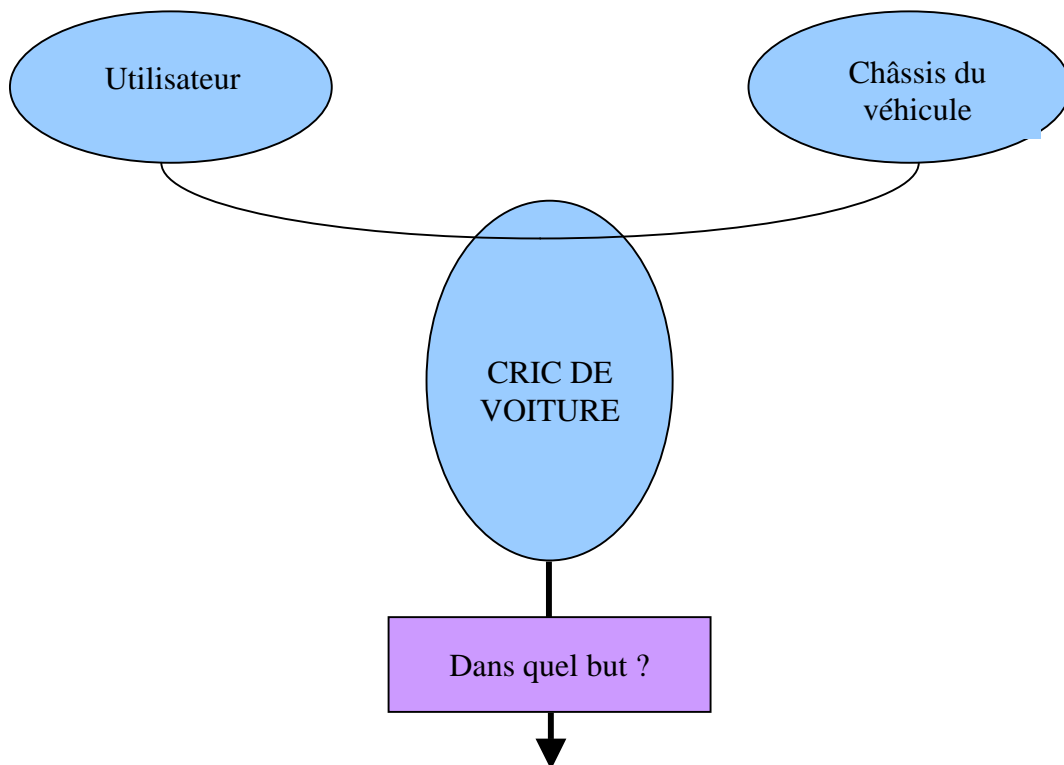 Utilisateur
Châssis du
véhicule
CRIC DE
VOITURE
Dans quel but ?